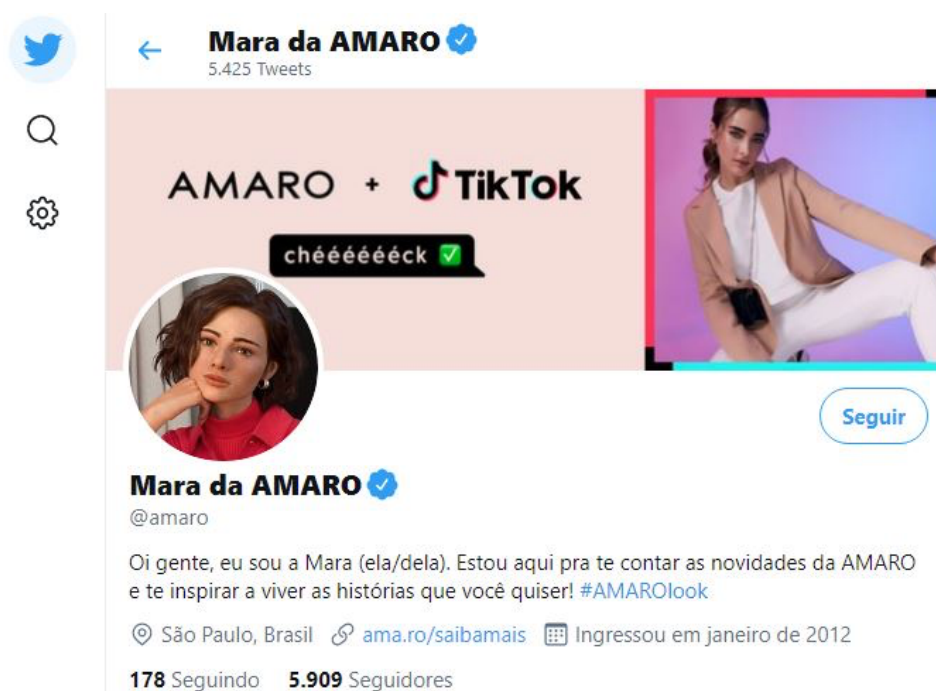 Mara da AMARO
5.425 Tweets
AMARO + TikTok
chééééééck ✅
Seguir
Mara da AMARO
@amaro
Oi gente, eu sou a Mara (ela/dela). Estou aqui pra te contar as novidades da AMARO
e te inspirar a viver as histórias que você quiser! #AMAROlook
São Paulo, Brasil ama.ro/saibamais Ingressou em janeiro de 2012
178 Seguindo 5.909 Seguidores